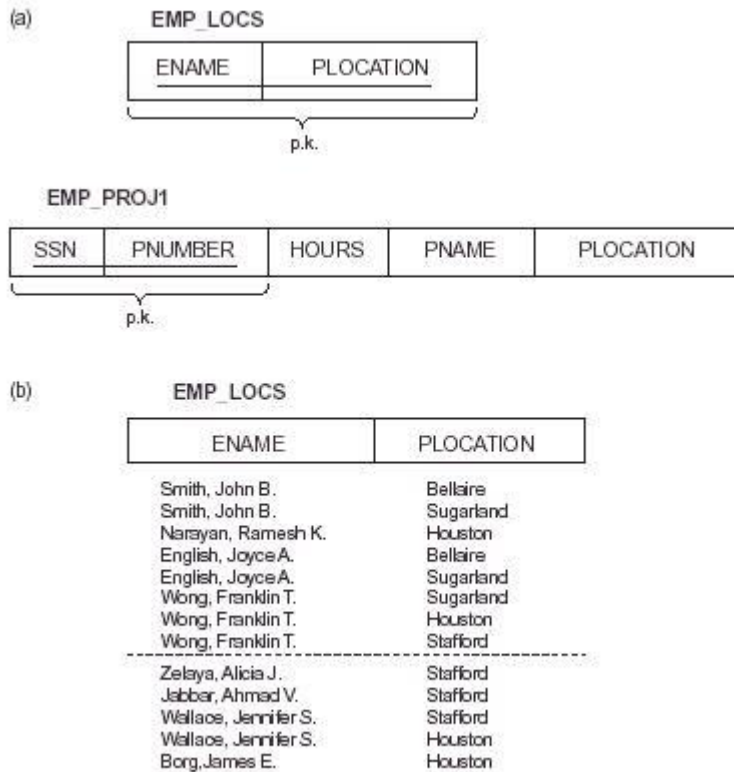 (a) EMP_LOCS
ENAME PLOCATION
p.k.
EMP_PROJ1
SSN PNUMBER HOURS PNAME PLOCATION
p.k.
(b) EMP_LOCS
ENAME PLOCATION
Smith, John B. Bellaire
Smith, John B. Sugarland
Narayan, Ramesh K. Houston
English, Joyce A. Bellaire
English, Joyce A. Sugarland
Wong, Franklin T. Sugarland
Wong, Franklin T. Houston
Wong, Franklin T. Stafford
Zelaya, Alicia J. Stafford
Jabbar, Ahmad V. Stafford
Wallace, Jennifer S. Stafford
Wallace, Jennifer S. Houston
Borg,James E. Houston